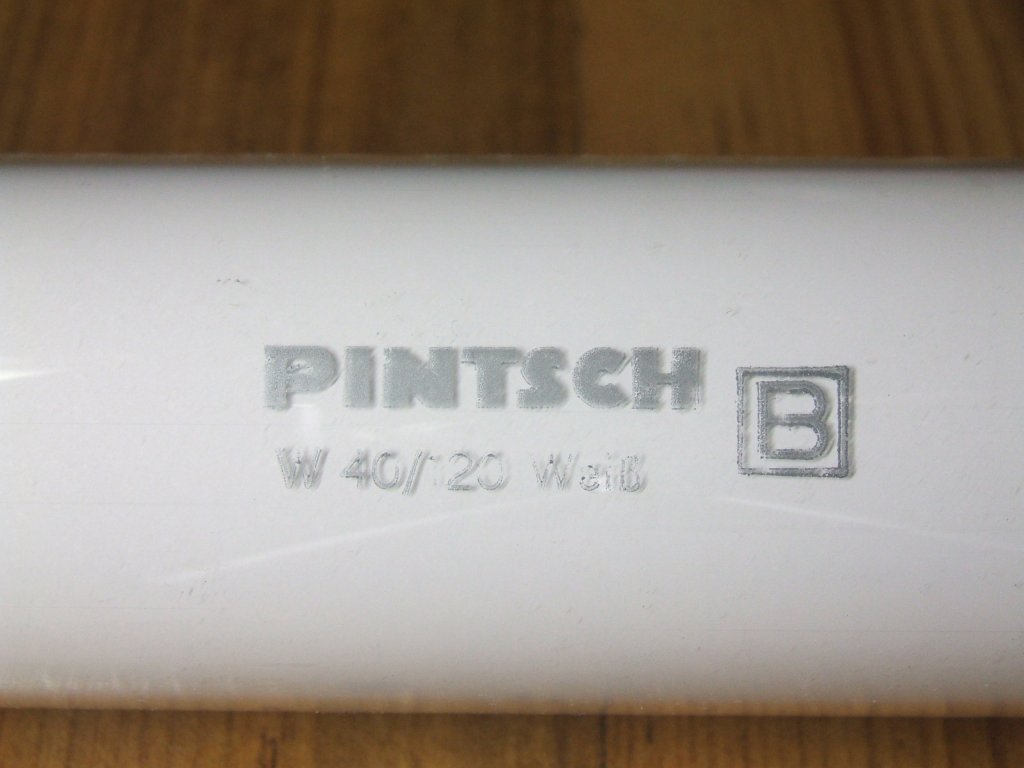 PINTSCH B
W 40/120 Weiß